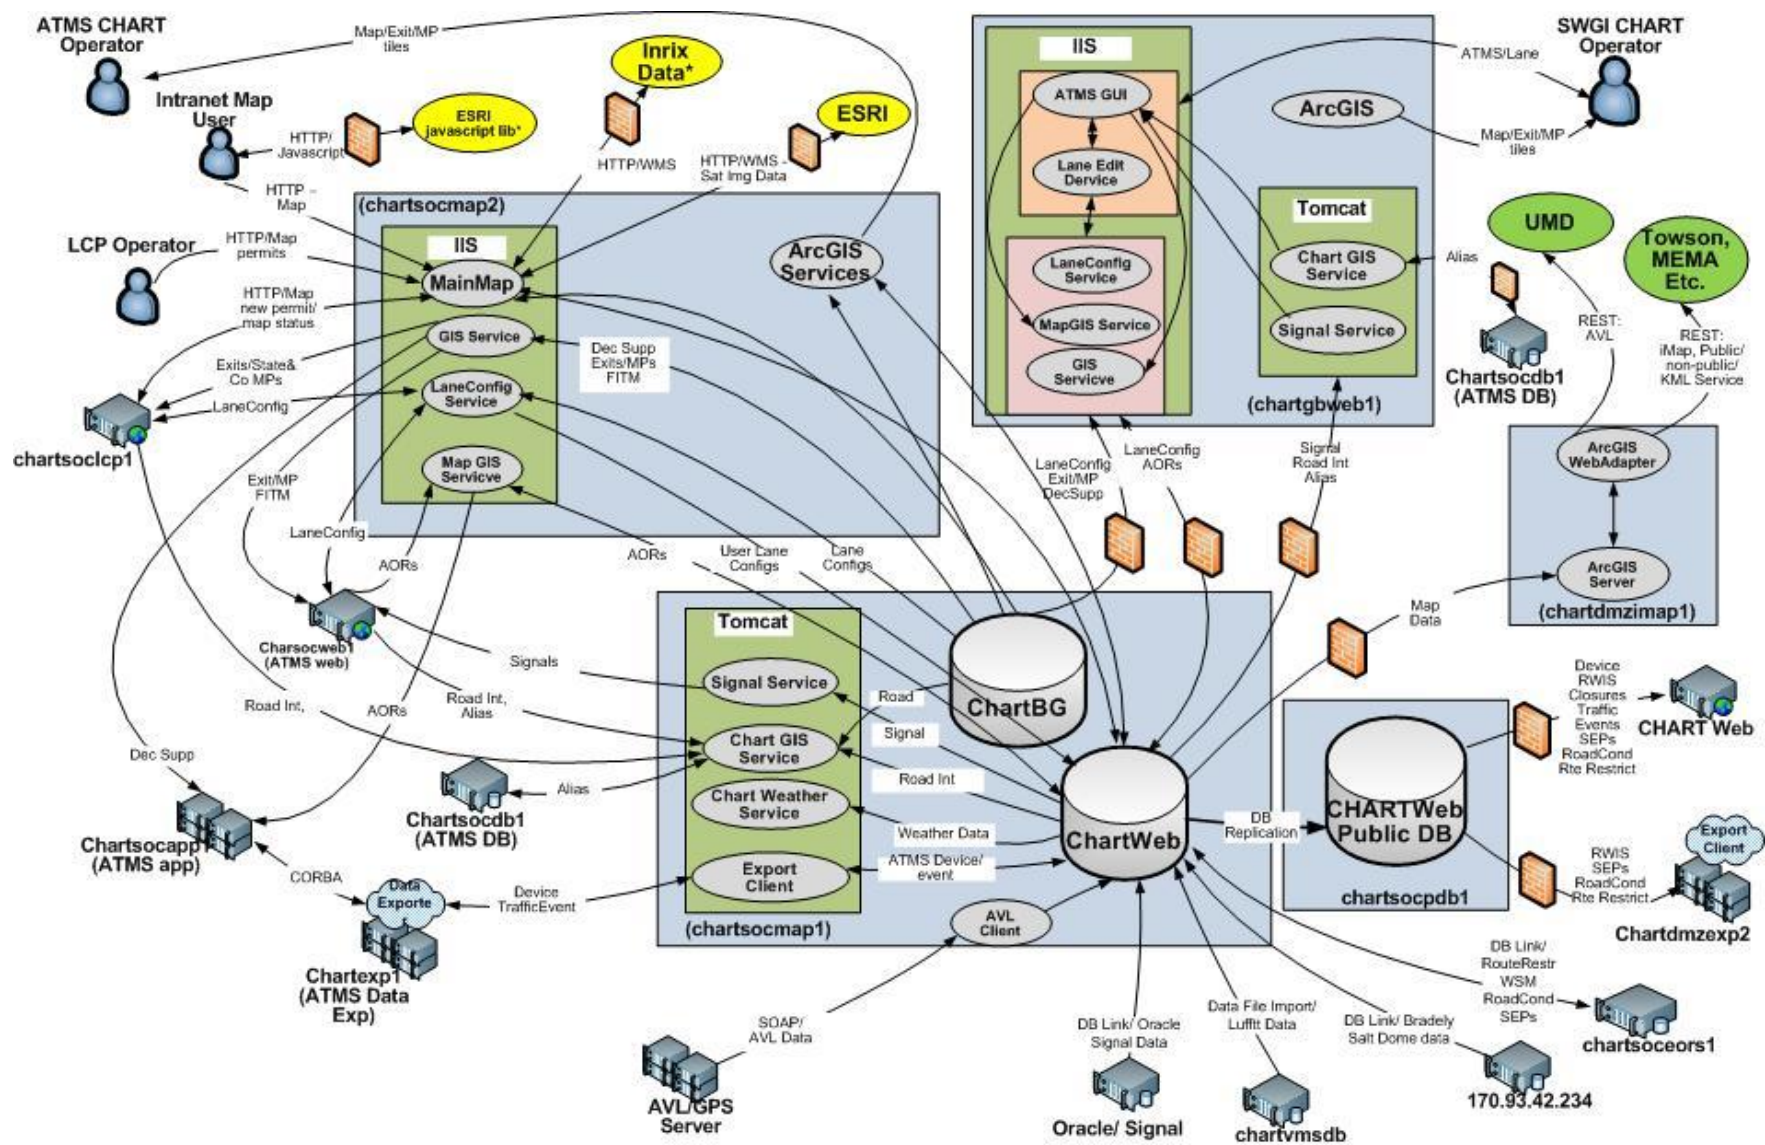 ATMS CHART
Operator
Map/Exit/MP
tiles
Inrix
Data*
Intranet Map
User
ESRI
javascript lib*
ESRI
HTTP/
Javascript
HTTP/WMS
HTTP/WMS -
Sat Img Data
HTTP –
Map
LCP Operator
HTTP/Map
permits
HTTP/Map
new permit/
map status
Exits/State&
Co MPs
LaneConfig
chartsoclcp1
(chartsocmap2)
IIS
MainMap
GIS Service
LaneConfig
Service
Map GIS
Servicve
ArcGIS
Services
Dec Supp
Exits/MPs
FITM
Exit/MP
FITM
LaneConfig
AORs
AORs
User Lane
Configs
Lane
Configs
IIS
ATMS GUI
Lane Edit
Dervice
LaneConfig
Service
MapGIS Service
GIS
Servicve
ArcGIS
Tomcat
Chart GIS
Service
Signal Service
(chartgbweb1)
SWGI CHART
Operator
ATMS/Lane
Map/Exit/MP
tiles
Alias
Chartsocdb1
(ATMS DB)
UMD
Towson,
MEMA
Etc.
REST:
AVL
REST:
iMap, Public/
non-public/
KML Service
ArcGIS
WebAdapter
ArcGIS
Server
(chartdmzimap1)
LaneConfig
Exit/MP
DecSupp
LaneConfig
AORs
Signal
Road Int
Alias
Map
Data
Charsocweb1
(ATMS web)
Signals
Road Int,
Alias
Road Int,
AORs
Dec Supp
Alias
Chartsocdb1
(ATMS DB)
Chartsocapp1
(ATMS app)
CORBA
Data
Exporte
r
Device
TrafficEvent
Chartexp1
(ATMS Data
Exp)
Tomcat
Signal Service
Chart GIS
Service
Chart Weather
Service
Export
Client
(chartsocmap1)
Road
Signal
Road Int
Weather Data
ATMS Device/
event
AVL
Client
ChartBG
ChartWeb
DB
Replication
CHARTWeb
Public DB
chartsocpdb1
Device
RWIS
Closures
Traffic
Events
SEPs
RoadCond
Rte Restrict
CHART Web
RWIS
SEPs
RoadCond
Rte Restrict
Export
Client
Chartdmzexp2
DB Link/
RouteRestr
WSM
RoadCond
SEPs
chartsoceors1
SOAP/
AVL Data
AVL/GPS
Server
DB Link/ Oracle
Signal Data
Oracle/ Signal
Data File Import/
Lufftt Data
chartvmsdb
DB Link/ Bradely
Salt Dome data
170.93.42.234